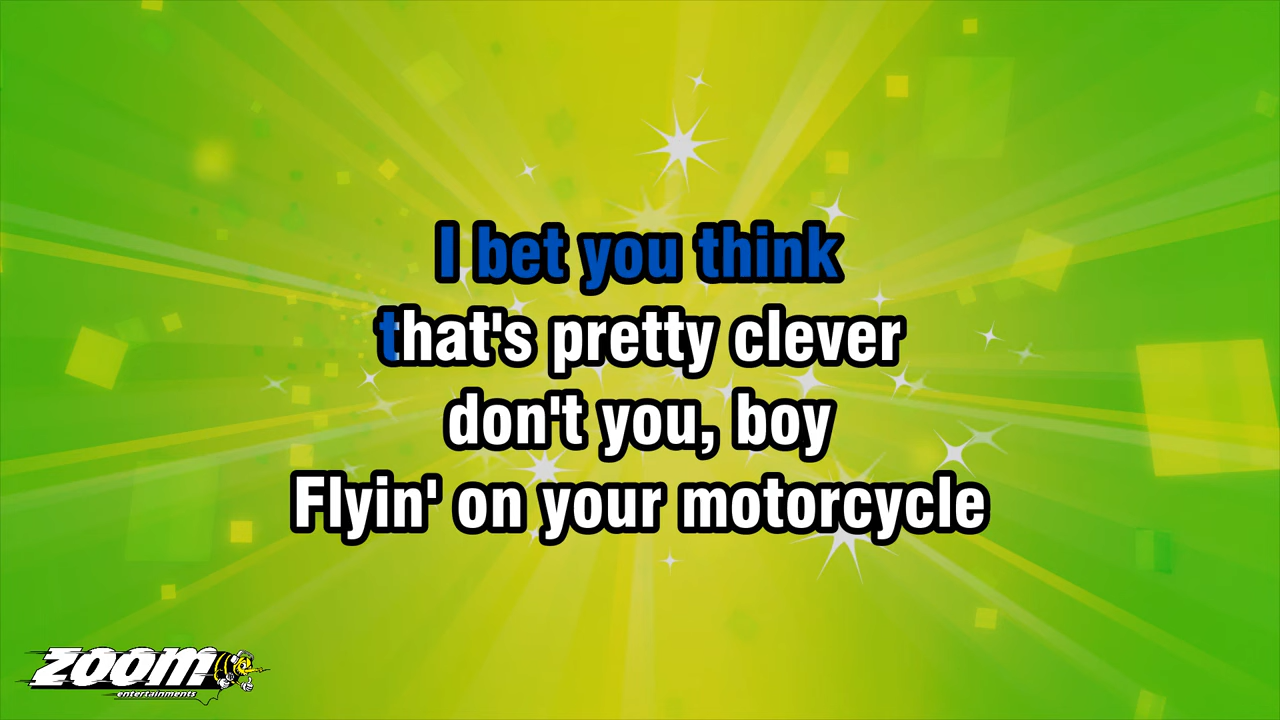 I bet you think
that's pretty clever
don't you, boy
Flyin' on your motorcycle
zoom
entertainments